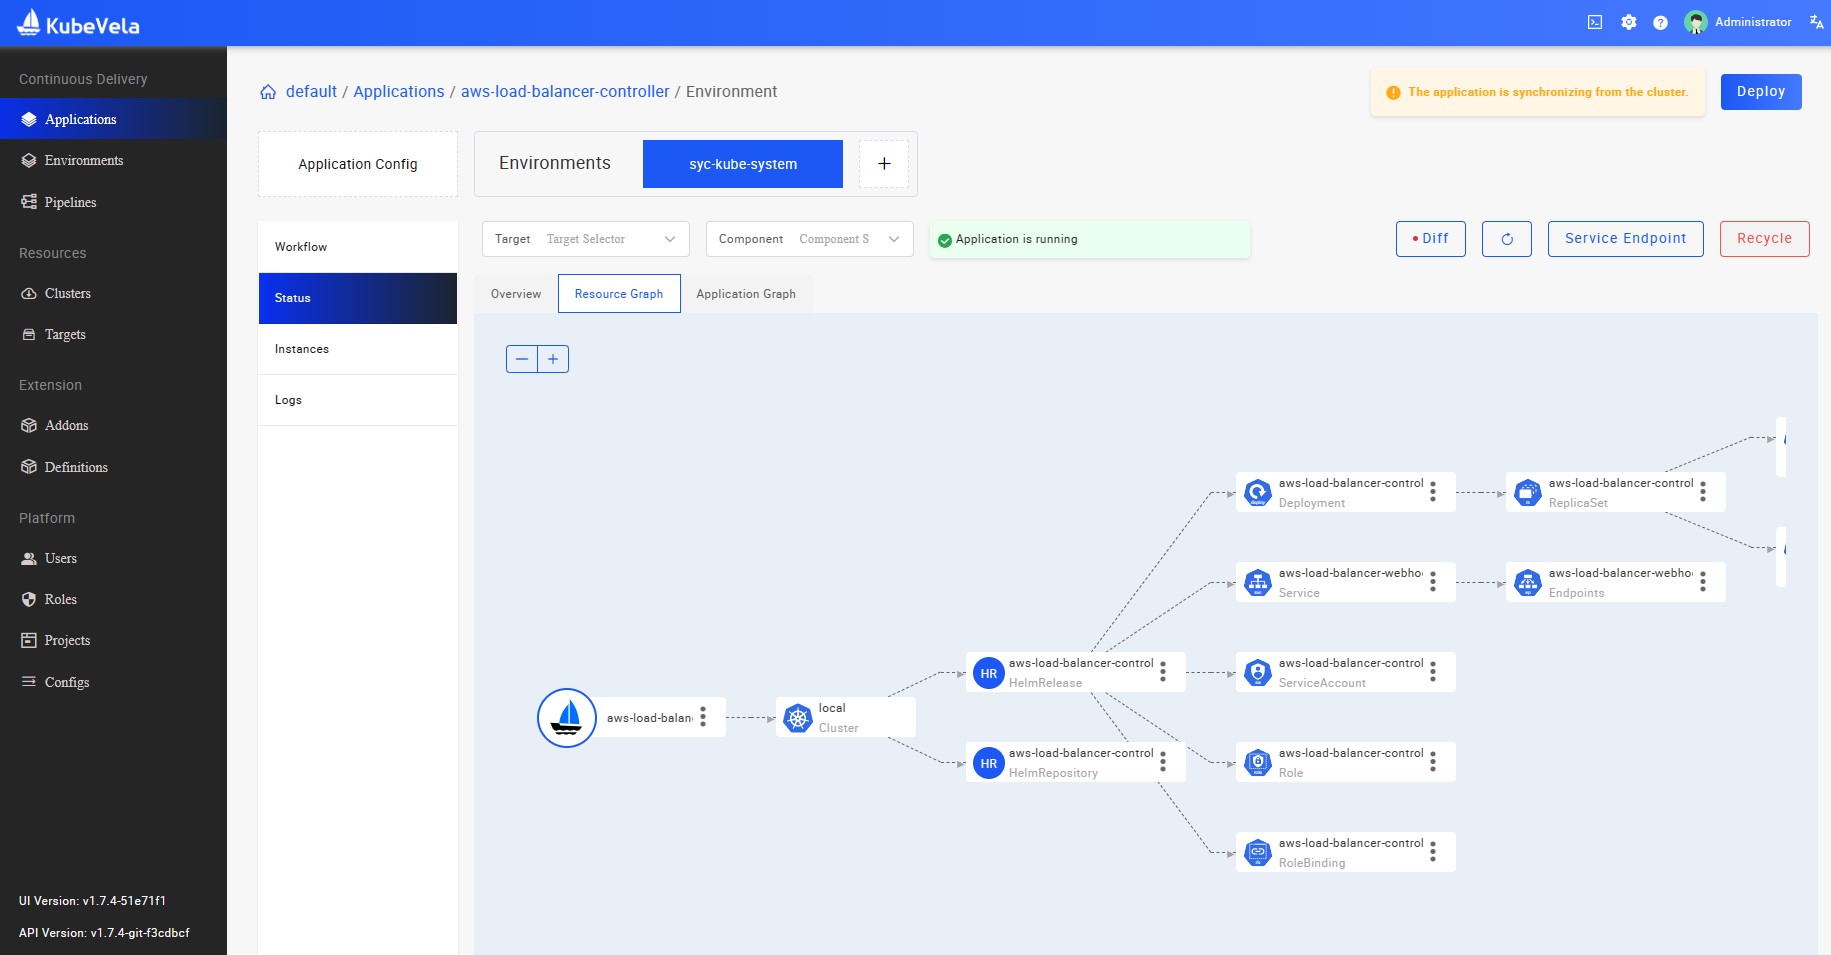 KubeVela
Administrator
Continuous Delivery
Applications
Environments
Pipelines
Resources
Clusters
Targets
Extension
Addons
Definitions
Platform
Users
Roles
Projects
Configs
UI Version: v1.7.4-51e71f1
API Version: v1.7.4-git-f3cdbcf
default / Applications / aws-load-balancer-controller / Environment
The application is synchronizing from the cluster.
Deploy
Application Config
Environments
syc-kube-system
+
Workflow
Status
Instances
Logs
Target Target Selector
Component Component S
Application is running
Diff
Service Endpoint
Recycle
Overview
Resource Graph
Application Graph
aws-load-balan
local
Cluster
HR
aws-load-balancer-control
HelmRelease
HR
aws-load-balancer-control
HelmRepository
aws-load-balancer-control
Deployment
aws-load-balancer-control
ReplicaSet
aws-load-balancer-webho
Service
aws-load-balancer-webho
Endpoints
aws-load-balancer-control
ServiceAccount
aws-load-balancer-control
Role
aws-load-balancer-control
RoleBinding